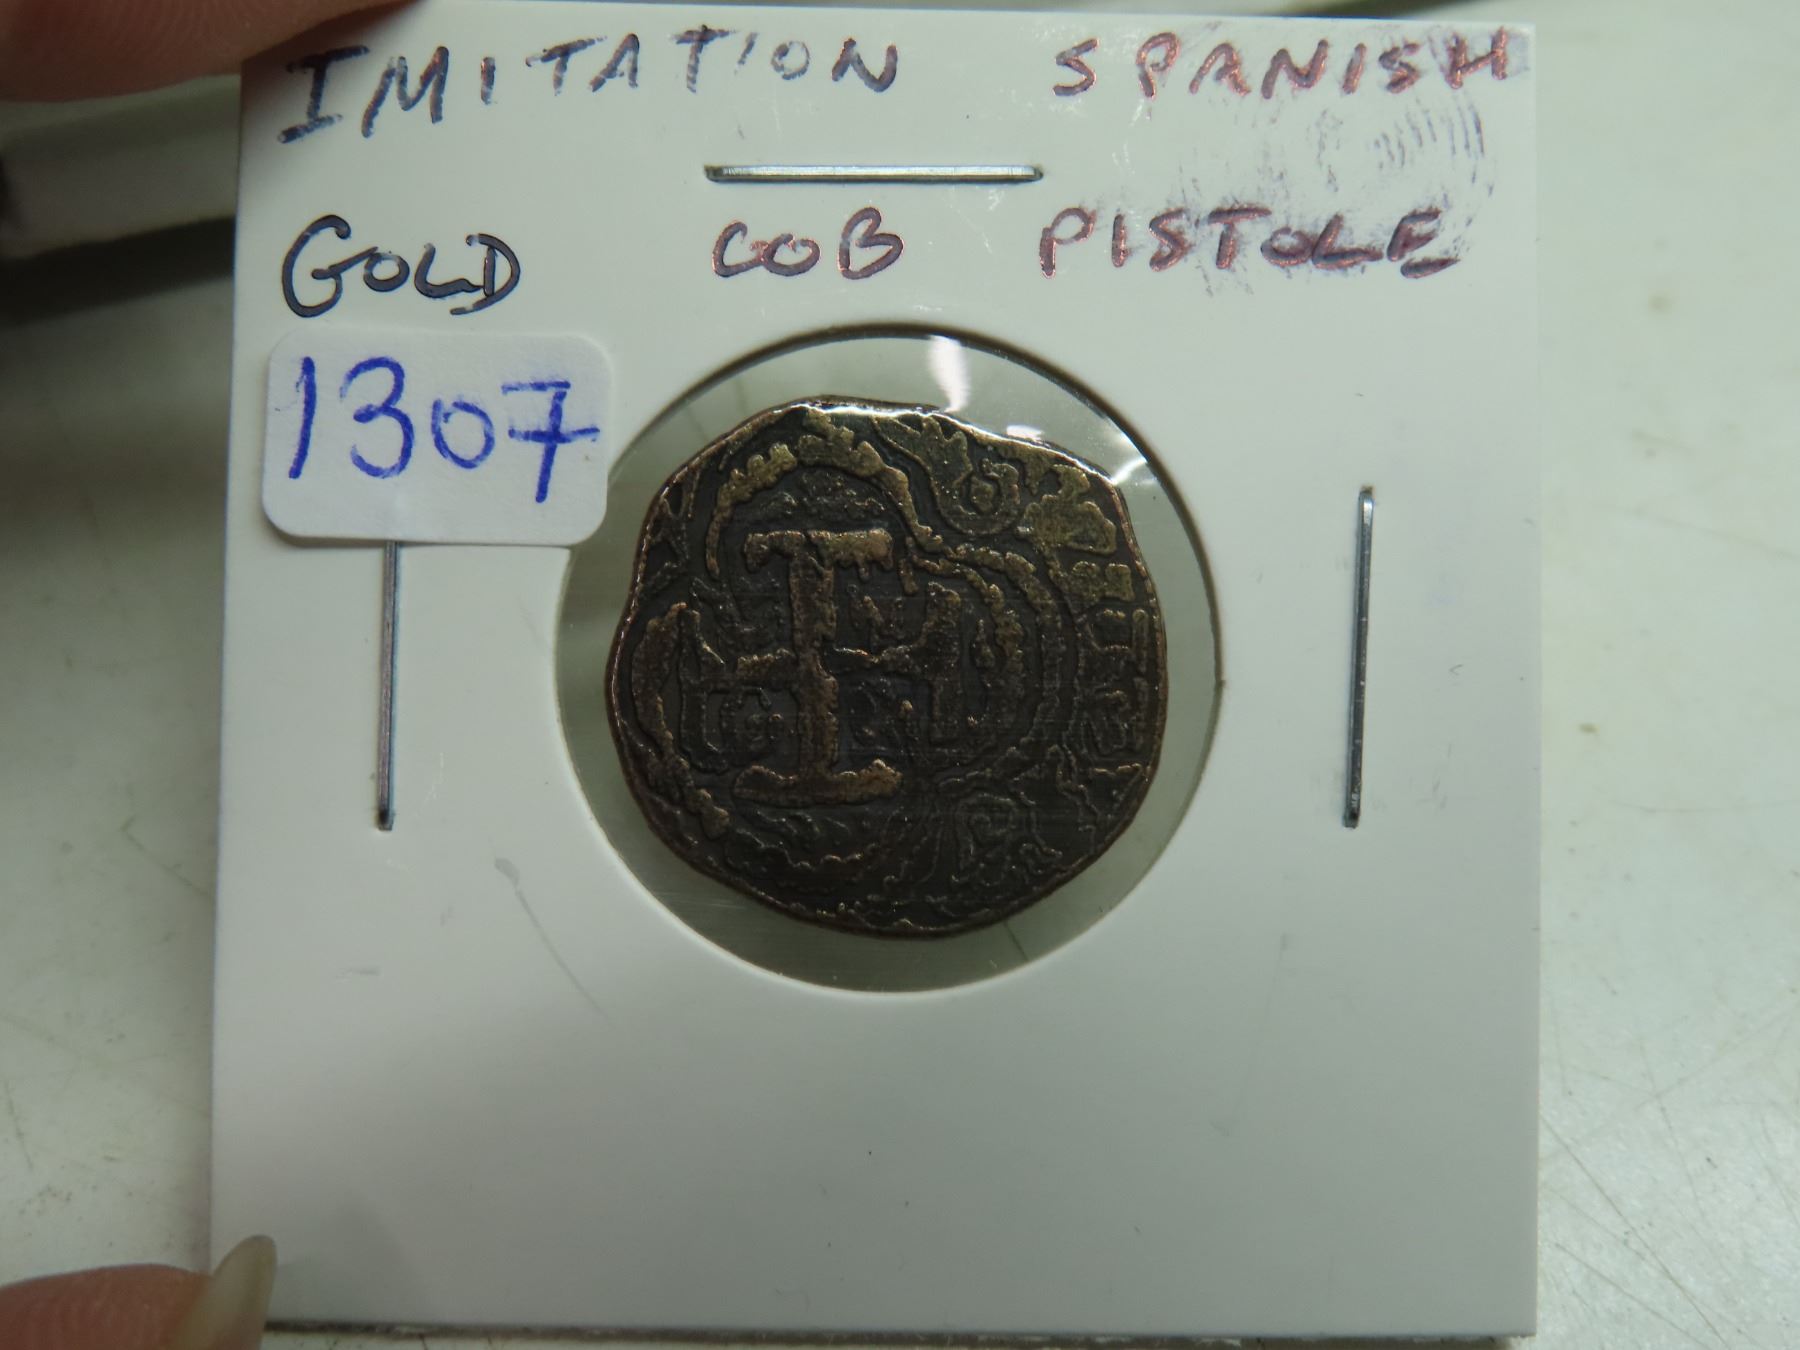 IMITATION SPANISH
GOLD COB PISTOLE
1307